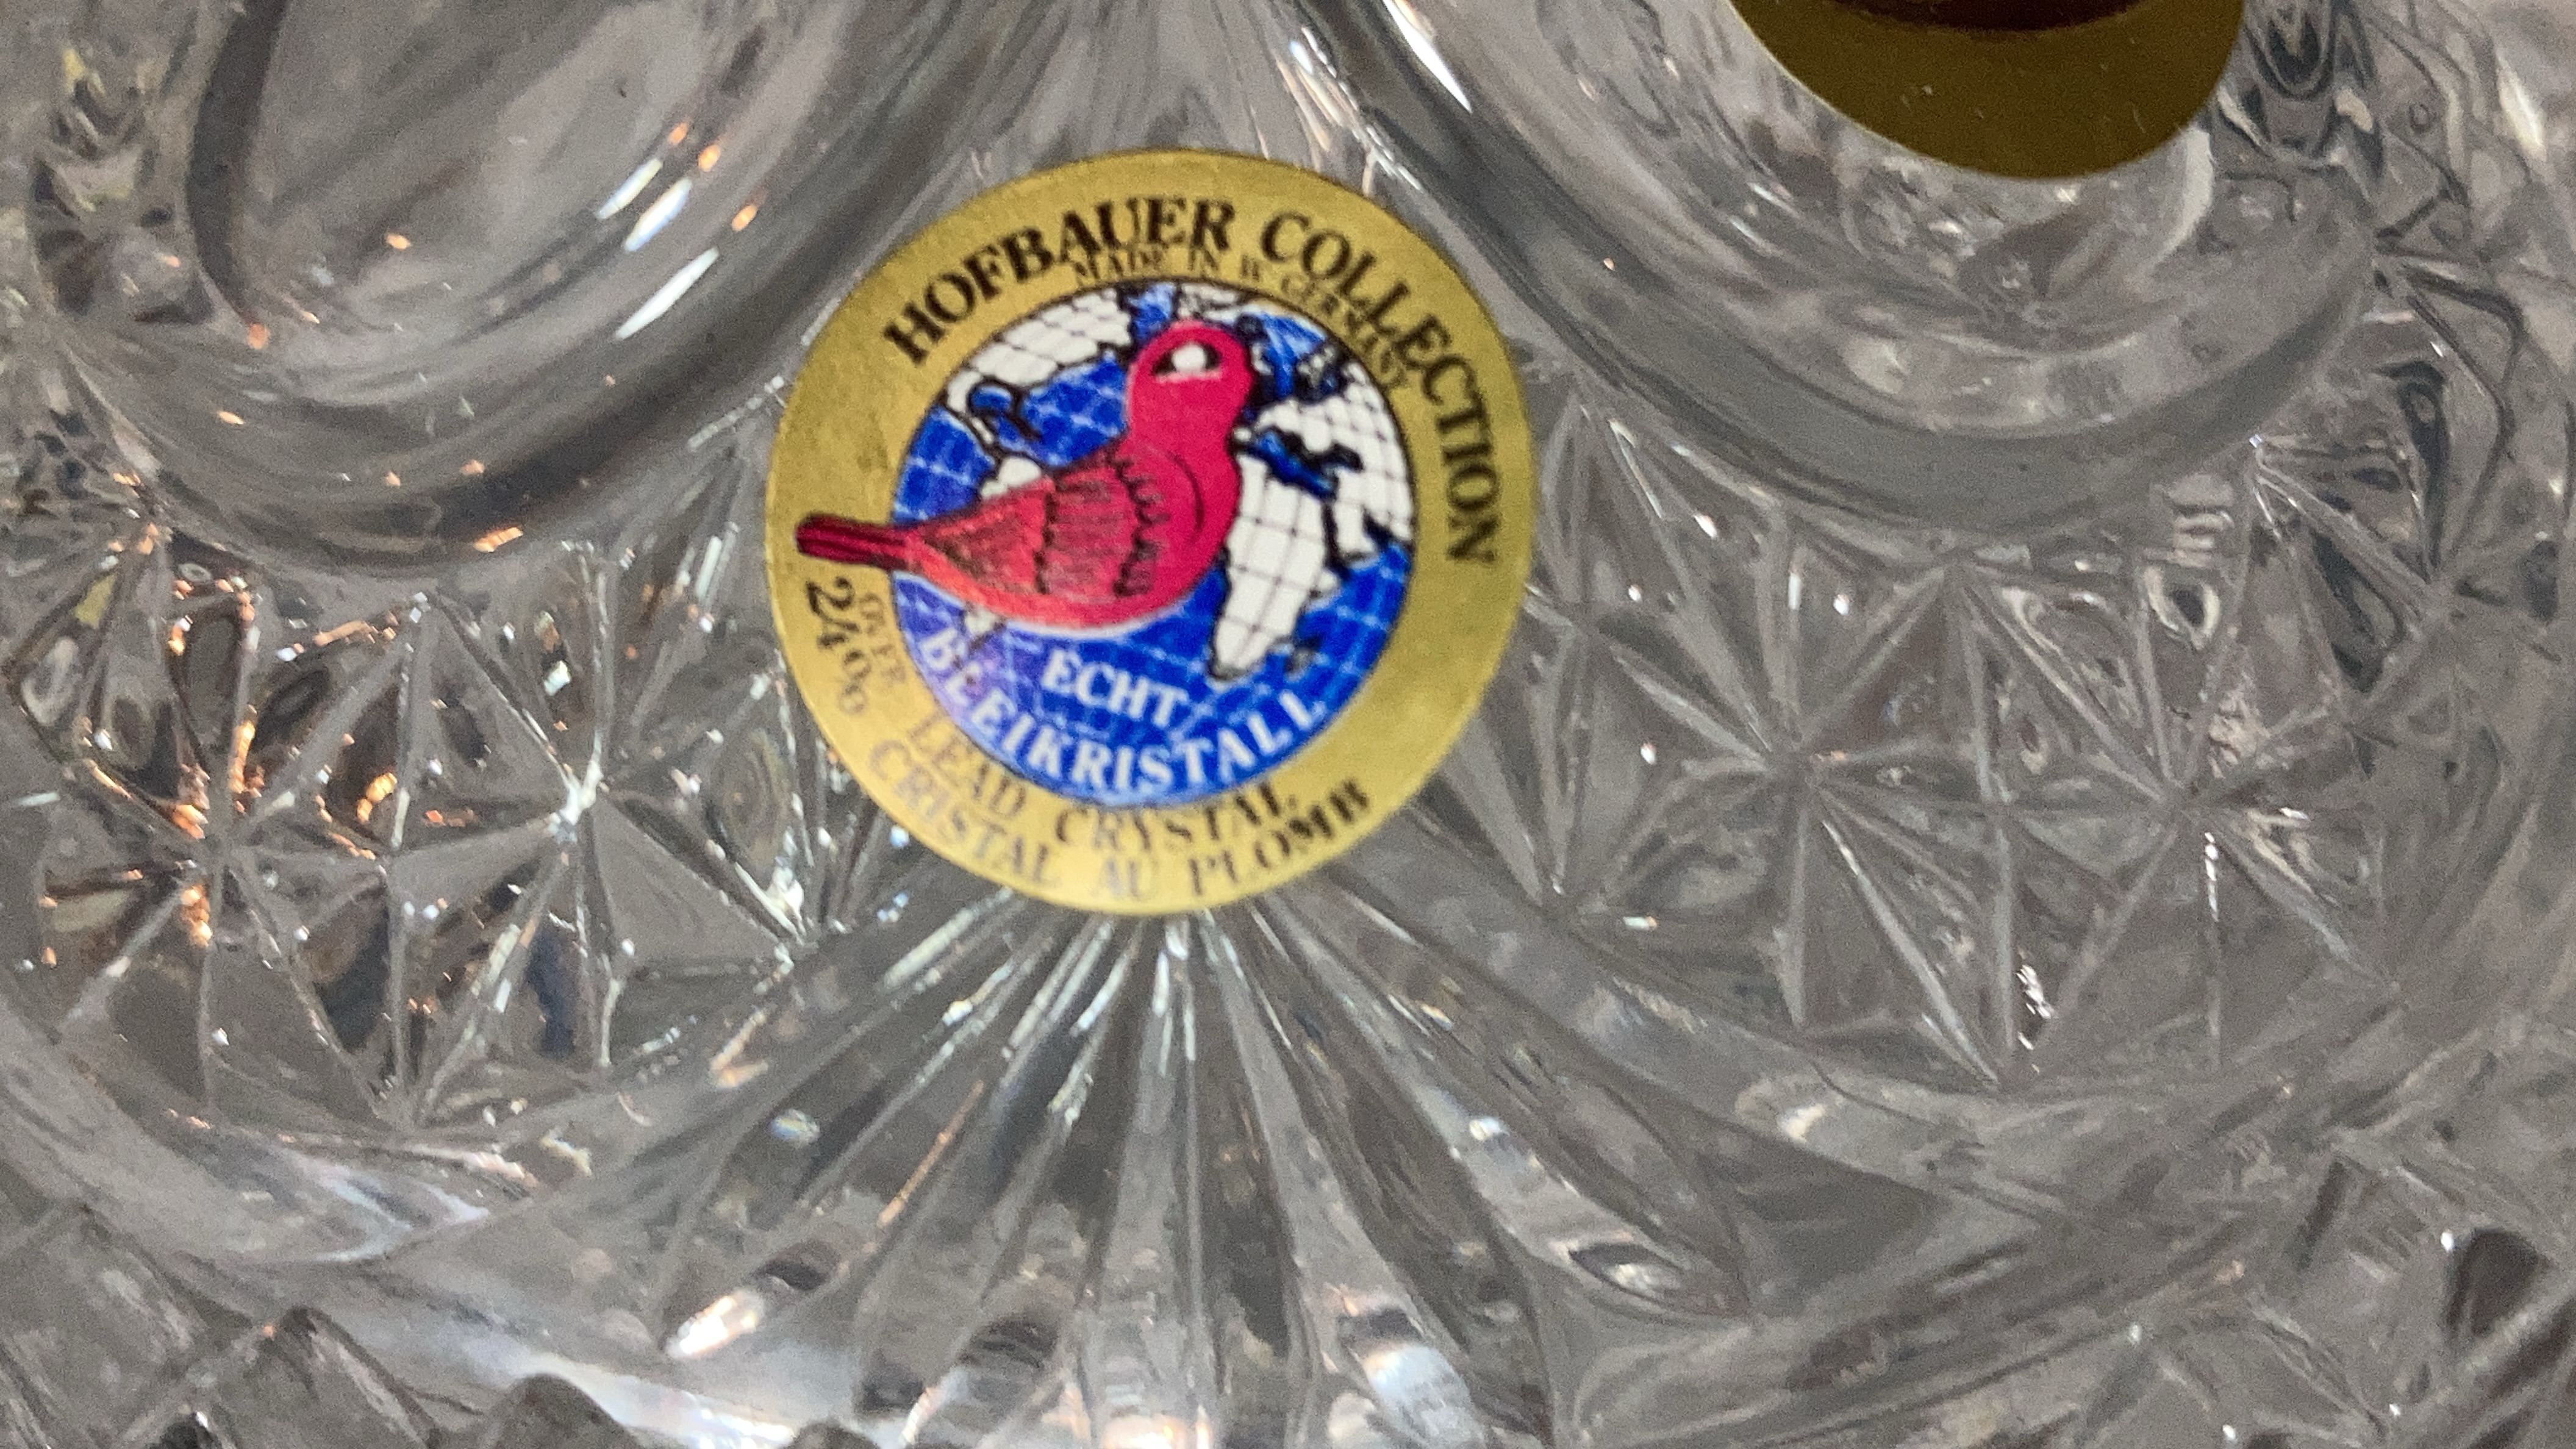 HOFBAUER COLLECTION
MADE IN W GERMANY
ECHT
BLEIKRISTALL
OVER
24%
LEAD CRYSTAL
CRISTAL AU PLOMB